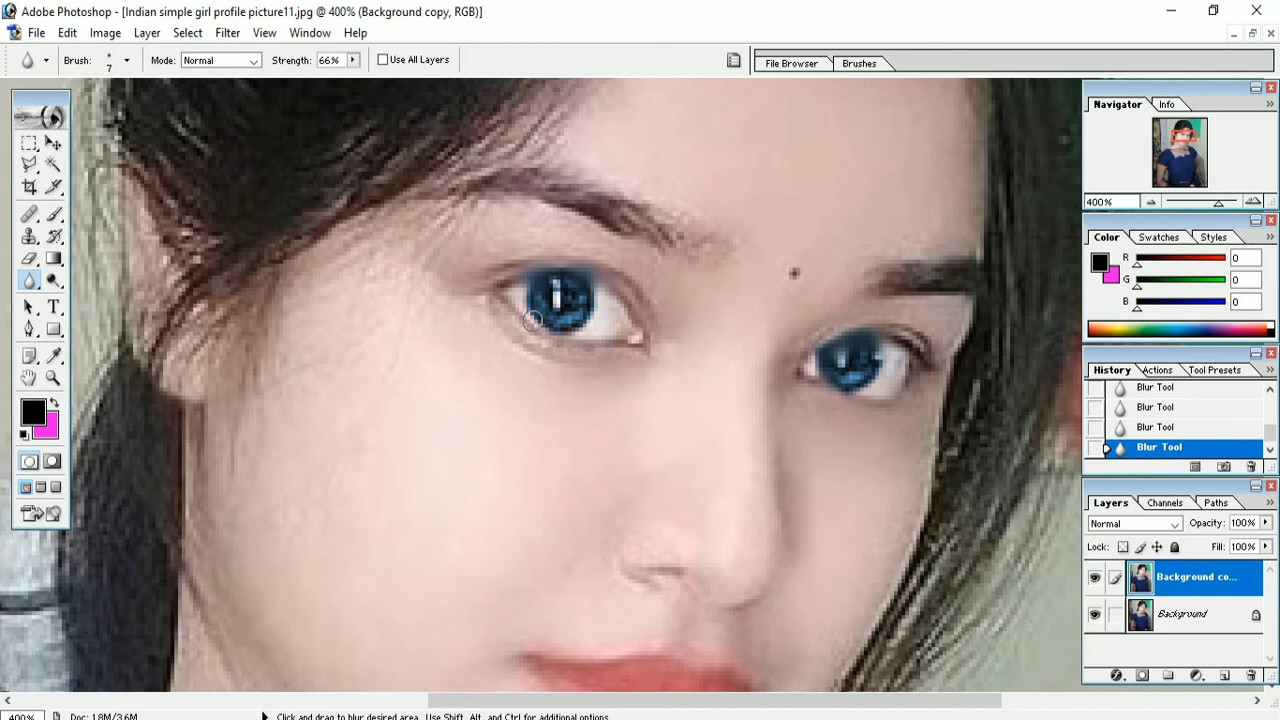 Adobe Photoshop - [Indian simple girl profile picture11.jpg @ 400% (Background copy, RGB)]
File Edit Image Layer Select Filter View Window Help
Brush: 7 Mode: Normal Strength: 66% Use All Layers File Browser Brushes
Navigator Info
400%
Color Swatches Styles
R 0
G 0
B 0
History Actions Tool Presets
Blur Tool
Blur Tool
Blur Tool
Blur Tool
Layers Channels Paths
Normal Opacity: 100%
Lock: Fill: 100%
Background co...
Background
400% Doc: 1.8M/3.6M Click and drag to blur desired area. Use Shift, Alt, and Ctrl for additional options.